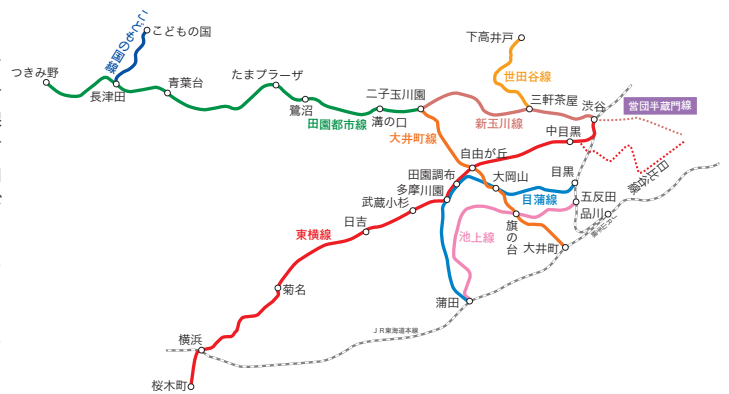 こどもの国線
こどもの国
つきみ野
長津田
青葉台
たまプラーザ
鷺沼
田園都市線
溝の口
二子玉川園
下高井戸
世田谷線
三軒茶屋
新玉川線
渋谷
営団半蔵門線
大井町線
中目黒
日比谷線
自由が丘
田園調布
多摩川園
大岡山
目黒
目蒲線
五反田
品川
武蔵小杉
日吉
東横線
池上線
旗の台
大井町
菊名
蒲田
JR東海道本線
横浜
桜木町